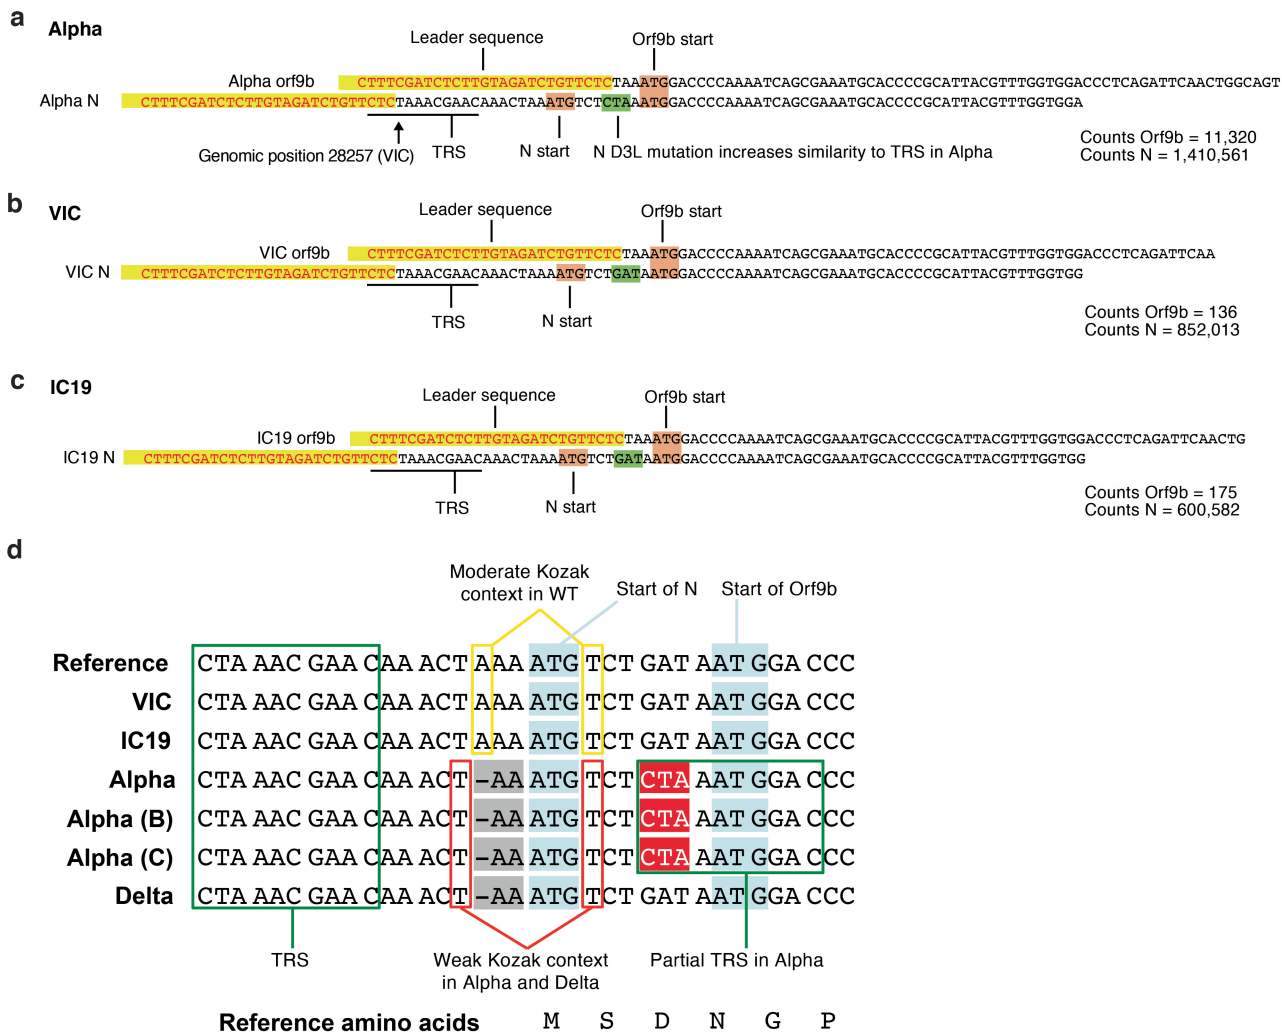 a
Alpha
Leader sequence
Orf9b start
Alpha orf9b CTTTCGATCTCTTGTAGATCTGTTCTCTAAATGGACCCCAAAATCAGCGAAATGCACCCCGCATTACGTTTGGTGGACCCTCAGATTCAACTGGCAGT
Alpha N CTTTCGATCTCTTGTAGATCTGTTCTCTAAACGAACAAACTAAATGTCTCTAAATGGACCCCAAAATCAGCGAAATGCACCCCGCATTACGTTTGGTGGA
Genomic position 28257 (VIC)
TRS
N start
N D3L mutation increases similarity to TRS in Alpha
Counts Orf9b = 11,320
Counts N = 1,410,561
b
VIC
Leader sequence
Orf9b start
VIC orf9b CTTTCGATCTCTTGTAGATCTGTTCTCTAAATGGACCCCAAAATCAGCGAAATGCACCCCGCATTACGTTTGGTGGACCCTCAGATTCAA
VIC N CTTTCGATCTCTTGTAGATCTGTTCTCTAAACGAACAAACTAAAATGTCTGATAATGGACCCCAAAATCAGCGAAATGCACCCCGCATTACGTTTGGTGG
TRS
N start
Counts Orf9b = 136
Counts N = 852,013
c
IC19
Leader sequence
Orf9b start
IC19 orf9b CTTTCGATCTCTTGTAGATCTGTTCTCTAAATGGACCCCAAAATCAGCGAAATGCACCCCGCATTACGTTTGGTGGACCCTCAGATTCAACTG
IC19 N CTTTCGATCTCTTGTAGATCTGTTCTCTAAACGAACAAACTAAAATGTCTGATAATGGACCCCAAAATCAGCGAAATGCACCCCGCATTACGTTTGGTGG
TRS
N start
Counts Orf9b = 175
Counts N = 600,582
d
Moderate Kozak
context in WT
Start of N
Start of Orf9b
Reference CTA AAC GAA CAA ACT AAA ATG TCT GAT AAT GGA CCC
VIC CTA AAC GAA CAA ACT AAA ATG TCT GAT AAT GGA CCC
IC19 CTA AAC GAA CAA ACT AAA ATG TCT GAT AAT GGA CCC
Alpha CTA AAC GAA CAA ACT -AA ATG TCT CTA AAT GGA CCC
Alpha (B) CTA AAC GAA CAA ACT -AA ATG TCT CTA AAT GGA CCC
Alpha (C) CTA AAC GAA CAA ACT -AA ATG TCT CTA AAT GGA CCC
Delta CTA AAC GAA CAA ACT -AA ATG TCT GAT AAT GGA CCC
TRS
Weak Kozak context
in Alpha and Delta
Partial TRS in Alpha
Reference amino acids M S D N G P